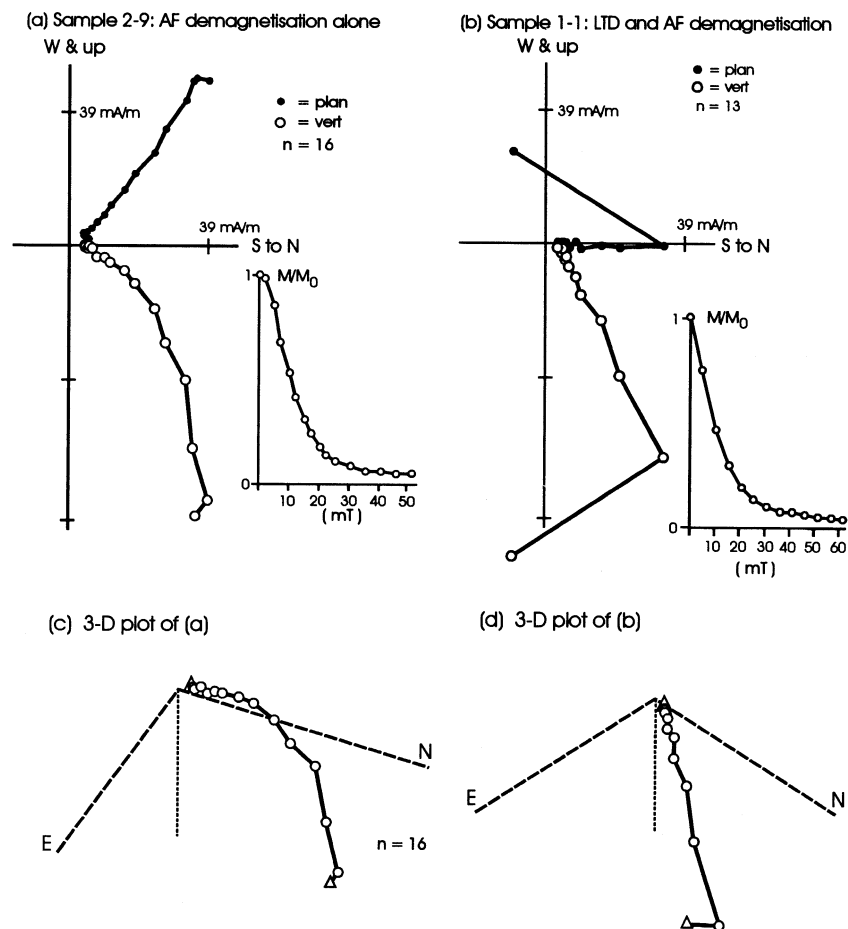 (a) Sample 2-9: AF demagnetisation alone
W & up
39 mA/m
= plan
= vert
n = 16
39 mA/m
S to N
1
M/M0
0
10 20 30 40 50
(mT)
(b) Sample 1-1: LTD and AF demagnetisation
W & up
= plan
= vert
n = 13
39 mA/m
39 mA/m
S to N
1
M/M0
0
10 20 30 40 50 60
(mT)
(c) 3-D plot of (a)
N
E
n = 16
(d) 3-D plot of (b)
E
N